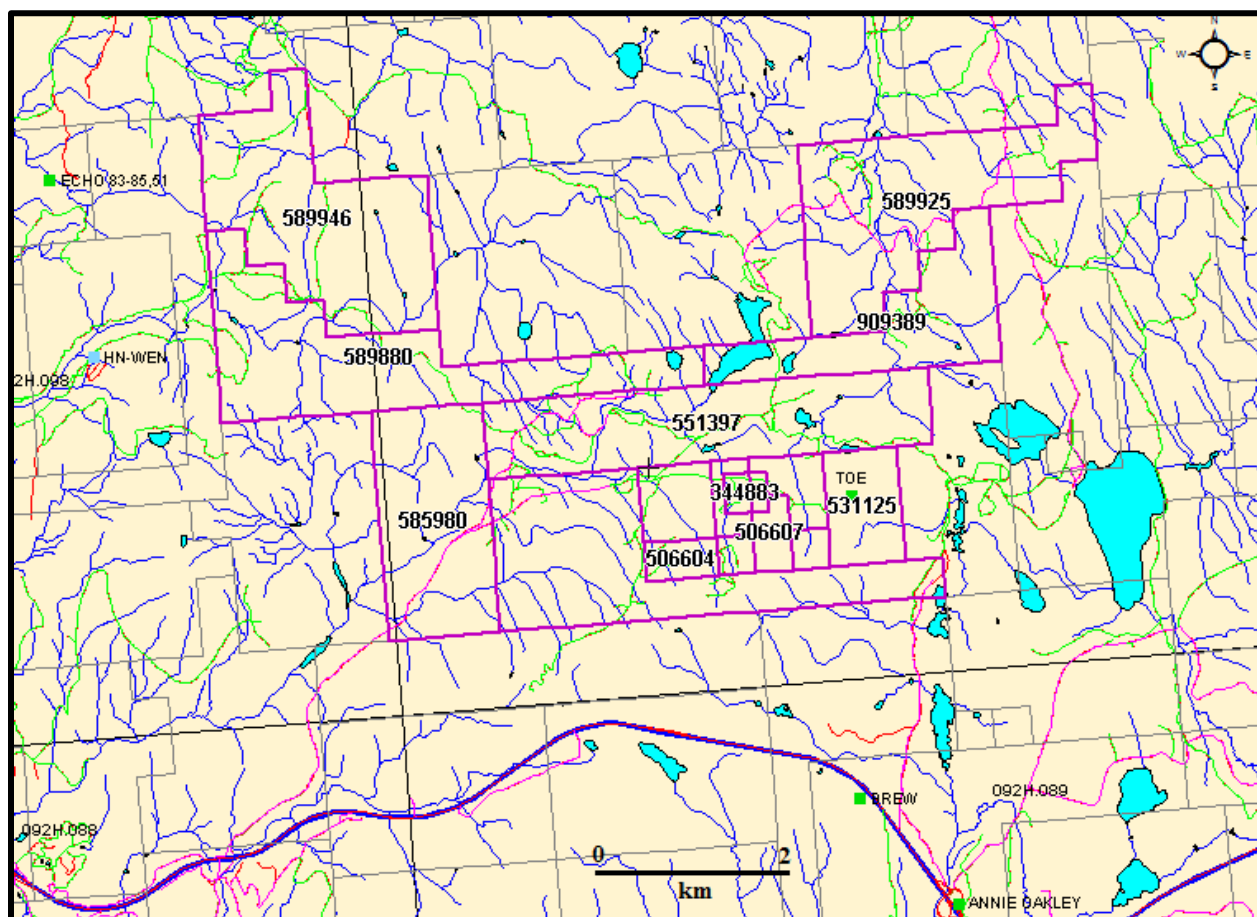 N
W E
S
ECHO 83-85,51
589946
589925
909389
HN-WEN
589880
2H.098
551397
TOE
344883
531125
585980
506607
506604
092H.089
BREW
092H.088
0 2
km
ANNIE OAKLEY